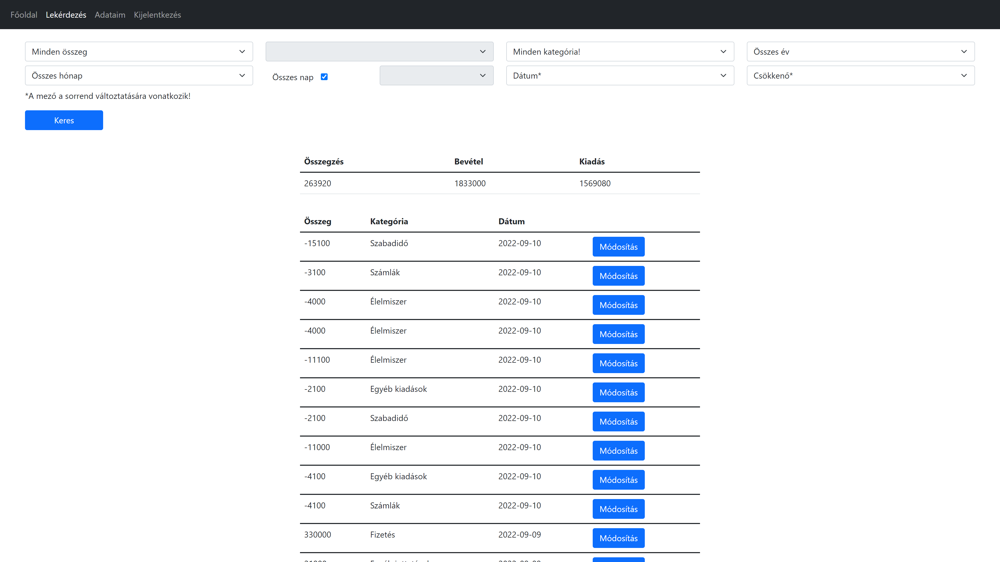 Főoldal Lekérdezés Adataim Kijelentkezés
Minden összeg Minden kategória! Összes év
Összes hónap Összes nap Dátum* Csökkenő*
*A mező a sorrend változtatására vonatkozik!
Keres
Összegzés Bevétel Kiadás
263920 1833000 1569080
Összeg Kategória Dátum
-15100 Szabadidő 2022-09-10 Módosítás
-3100 Számlák 2022-09-10 Módosítás
-4000 Élelmiszer 2022-09-10 Módosítás
-4000 Élelmiszer 2022-09-10 Módosítás
-11100 Élelmiszer 2022-09-10 Módosítás
-2100 Egyéb kiadások 2022-09-10 Módosítás
-2100 Szabadidő 2022-09-10 Módosítás
-11000 Élelmiszer 2022-09-10 Módosítás
-4100 Egyéb kiadások 2022-09-10 Módosítás
-4100 Számlák 2022-09-10 Módosítás
330000 Fizetés 2022-09-09 Módosítás